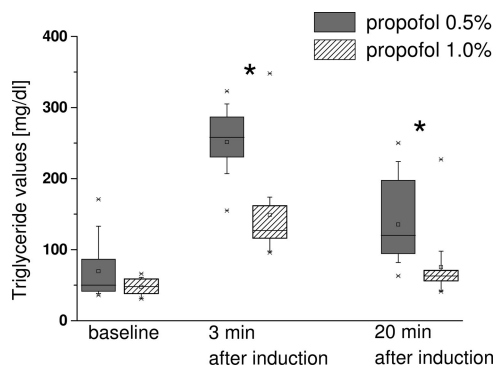 propofol 0.5%
propofol 1.0%
Triglyceride values [mg/dl]
400
300
200
100
0
*
*
baseline
3 min
after induction
20 min
after induction